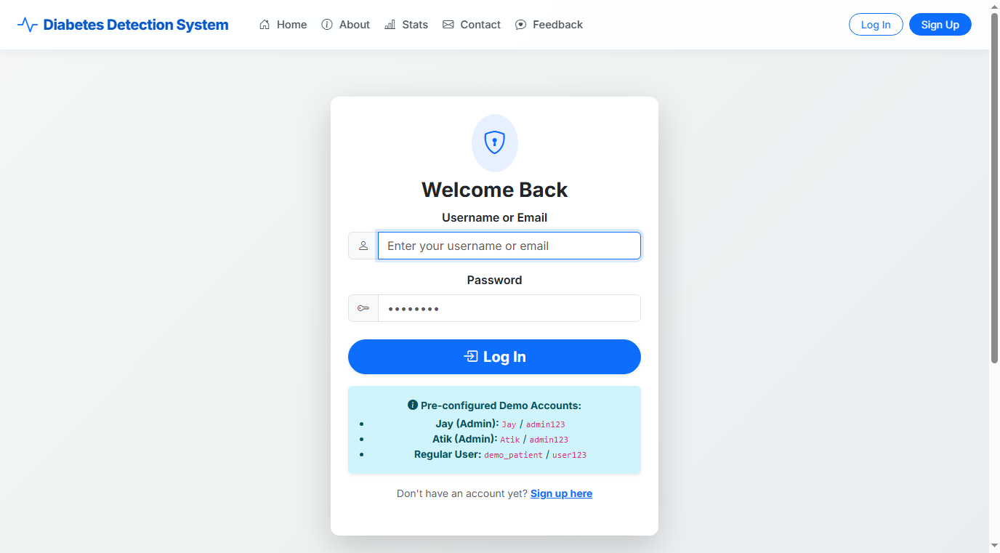 Diabetes Detection System Home About Stats Contact Feedback Log In Sign Up
Welcome Back
Username or Email
Enter your username or email
Password
••••••••
Log In
Pre-configured Demo Accounts:
• Jay (Admin): Jay / admin123
• Atik (Admin): Atik / admin123
• Regular User: demo_patient / user123
Don't have an account yet? Sign up here